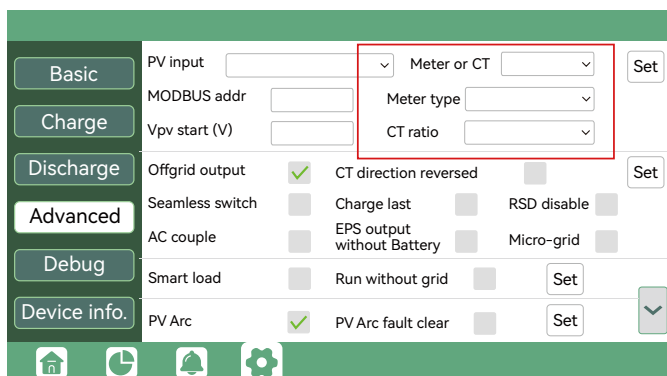 Basic
Charge
Discharge
Advanced
Debug
Device info.
PV input
Meter or CT
Set
MODBUS addr
Meter type
Vpv start (V)
CT ratio
Offgrid output
CT direction reversed
Set
Seamless switch
Charge last
RSD disable
AC couple
EPS output
without Battery
Micro-grid
Smart load
Run without grid
Set
PV Arc
PV Arc fault clear
Set